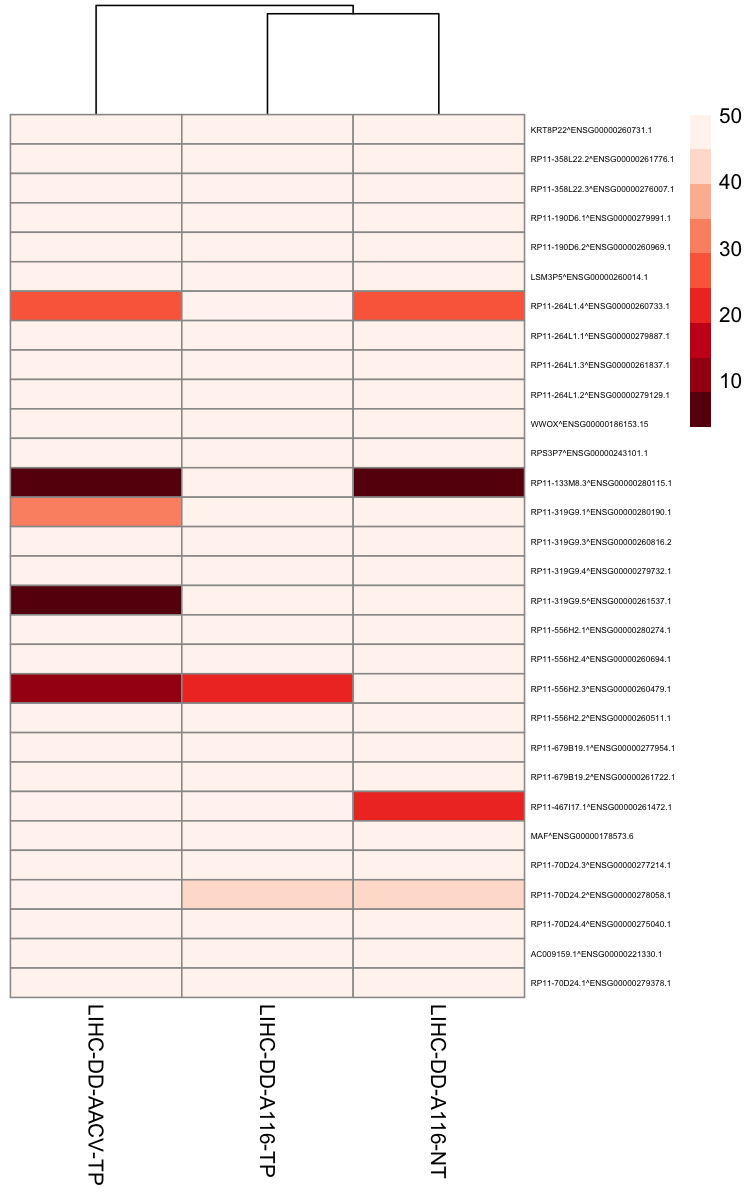 KRT8P22^ENSG00000260731.1
RP11-358L22.2^ENSG00000261776.1
RP11-358L22.3^ENSG00000276007.1
RP11-190D6.1^ENSG00000279991.1
RP11-190D6.2^ENSG00000260969.1
LSM3P5^ENSG00000260014.1
RP11-264L1.4^ENSG00000260733.1
RP11-264L1.1^ENSG00000279887.1
RP11-264L1.3^ENSG00000261837.1
RP11-264L1.2^ENSG00000279129.1
WWOX^ENSG00000186153.15
RPS3P7^ENSG00000243101.1
RP11-133M8.3^ENSG00000280115.1
RP11-319G9.1^ENSG00000280190.1
RP11-319G9.3^ENSG00000260816.2
RP11-319G9.4^ENSG00000279732.1
RP11-319G9.5^ENSG00000261537.1
RP11-556H2.1^ENSG00000280274.1
RP11-556H2.4^ENSG00000260694.1
RP11-556H2.3^ENSG00000260479.1
RP11-556H2.2^ENSG00000260511.1
RP11-679B19.1^ENSG00000277954.1
RP11-679B19.2^ENSG00000261722.1
RP11-467I17.1^ENSG00000261472.1
MAF^ENSG00000178573.6
RP11-70D24.3^ENSG00000277214.1
RP11-70D24.2^ENSG00000278058.1
RP11-70D24.4^ENSG00000275040.1
AC009159.1^ENSG00000221330.1
RP11-70D24.1^ENSG00000279378.1
50
40
30
20
10
LIHC-DD-AACV-TP
LIHC-DD-A116-TP
LIHC-DD-A116-NT